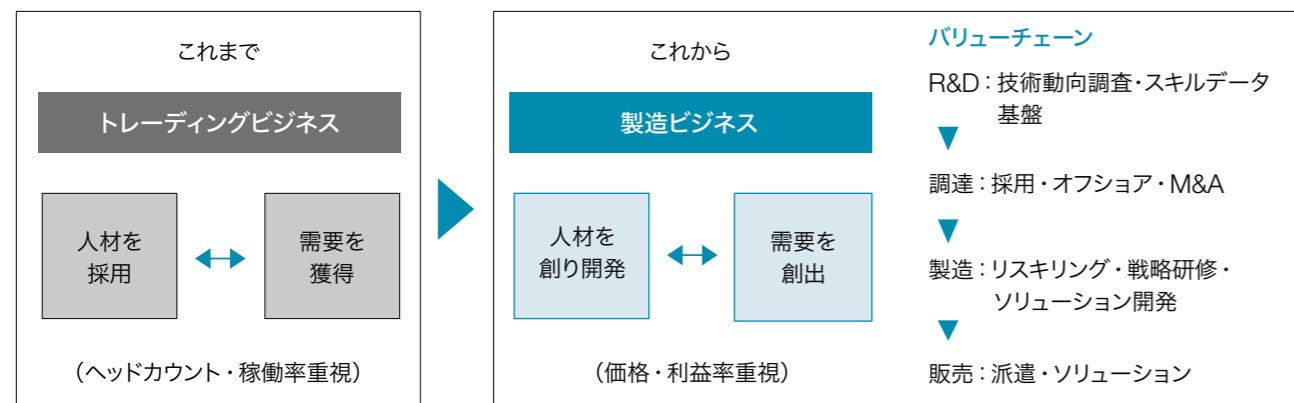 これまで
トレーディングビジネス
人材を
採用
需要を
獲得
（ヘッドカウント・稼働率重視）
これから
製造ビジネス
人材を
創り開発
需要を
創出
（価格・利益率重視）
バリューチェーン
R&D：技術動向調査・スキルデータ
基盤
調達：採用・オフショア・M&A
製造：リスキリング・戦略研修・
ソリューション開発
販売：派遣・ソリューション